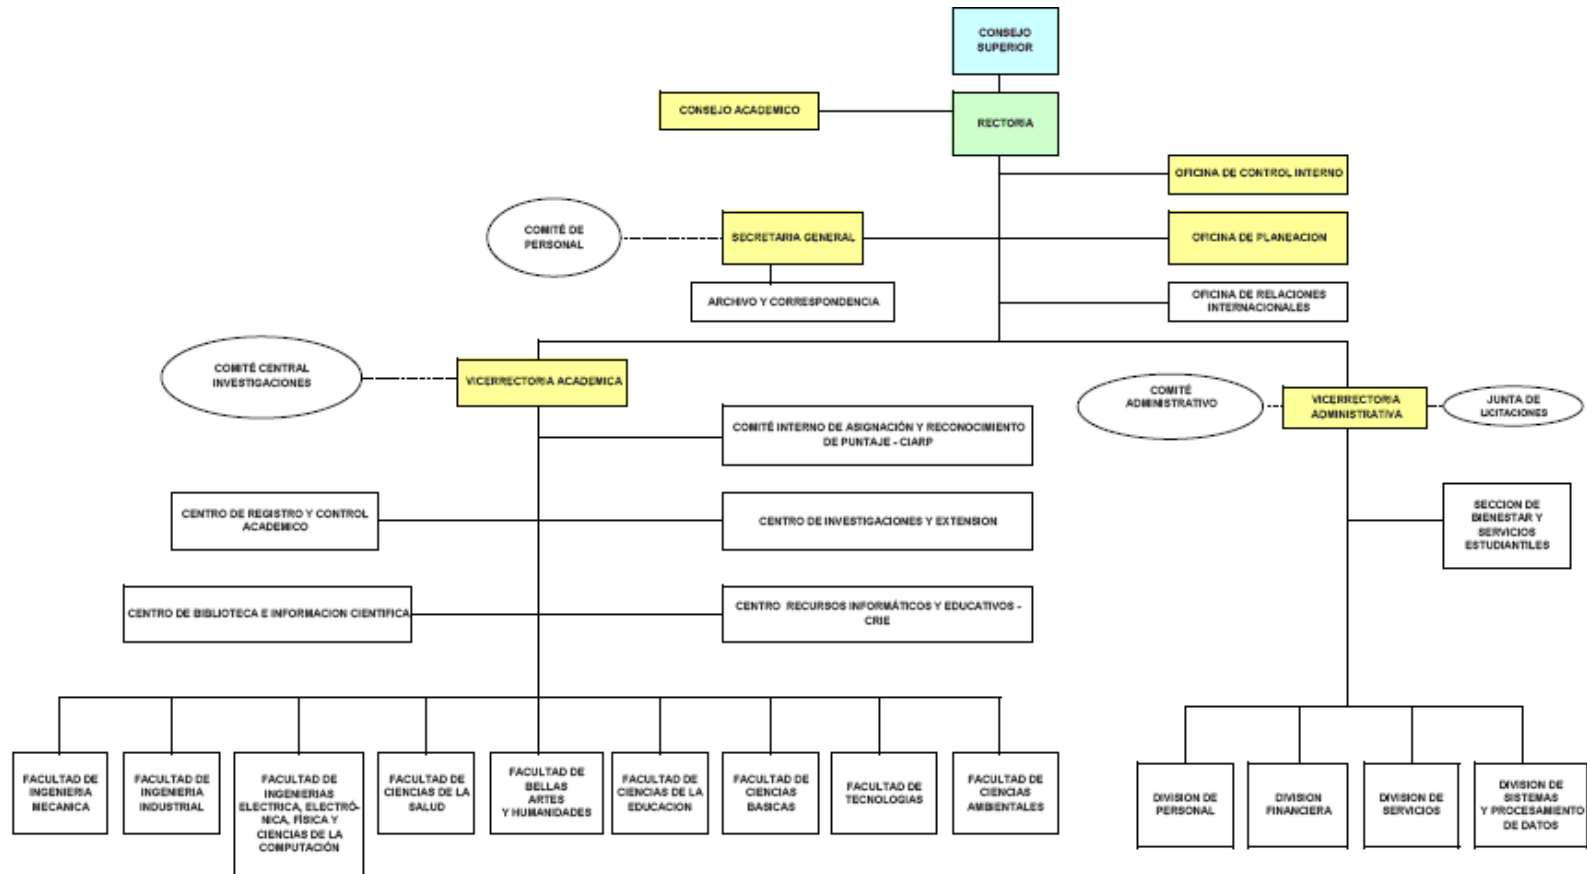 CONSEJO
SUPERIOR
CONSEJO ACADEMICO
RECTORIA
OFICINA DE CONTROL INTERNO
COMITÉ DE
PERSONAL
SECRETARIA GENERAL
OFICINA DE PLANEACION
ARCHIVO Y CORRESPONDENCIA
OFICINA DE RELACIONES
INTERNACIONALES
COMITÉ CENTRAL
INVESTIGACIONES
VICERRECTORIA ACADEMICA
COMITÉ
ADMINISTRATIVO
VICERRECTORIA
ADMINISTRATIVA
JUNTA DE
LICITACIONES
COMITÉ INTERNO DE ASIGNACIÓN Y RECONOCIMIENTO
DE PUNTAJE - CIARP
CENTRO DE REGISTRO Y CONTROL
ACADEMICO
CENTRO DE INVESTIGACIONES Y EXTENSION
SECCION DE
BIENESTAR Y
SERVICIOS
ESTUDIANTILES
CENTRO DE BIBLIOTECA E INFORMACION CIENTIFICA
CENTRO RECURSOS INFORMÁTICOS Y EDUCATIVOS -
CRIE
FACULTAD DE
INGENIERIA
MECANICA
FACULTAD DE
INGENIERIA
INDUSTRIAL
FACULTAD DE
INGENIERIAS
ELECTRICA, ELECTRÓ-
NICA, FÍSICA Y
CIENCIAS DE LA
COMPUTACIÓN
FACULTAD DE
CIENCIAS DE LA
SALUD
FACULTAD DE
BELLAS
ARTES
Y HUMANIDADES
FACULTAD DE
CIENCIAS DE LA
EDUCACION
FACULTAD DE
CIENCIAS
BASICAS
FACULTAD DE
TECNOLOGIAS
FACULTAD DE
CIENCIAS
AMBIENTALES
DIVISION DE
PERSONAL
DIVISION
FINANCIERA
DIVISION DE
SERVICIOS
DIVISION DE
SISTEMAS
Y PROCESAMIENTO
DE DATOS